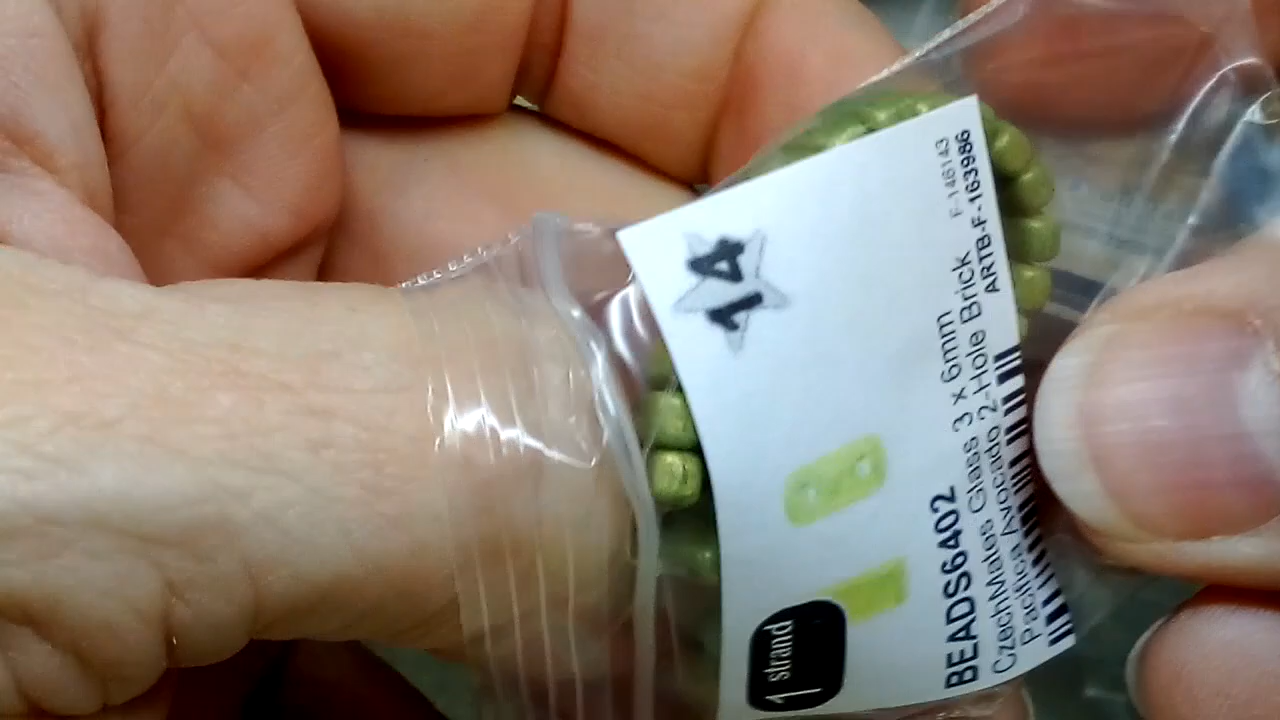 14
1 strand
BEADS6402
CzechMates Glass 3 x 6mm
Pacifica Avocado 2-Hole Brick
F-146143
ARTB-F-163986